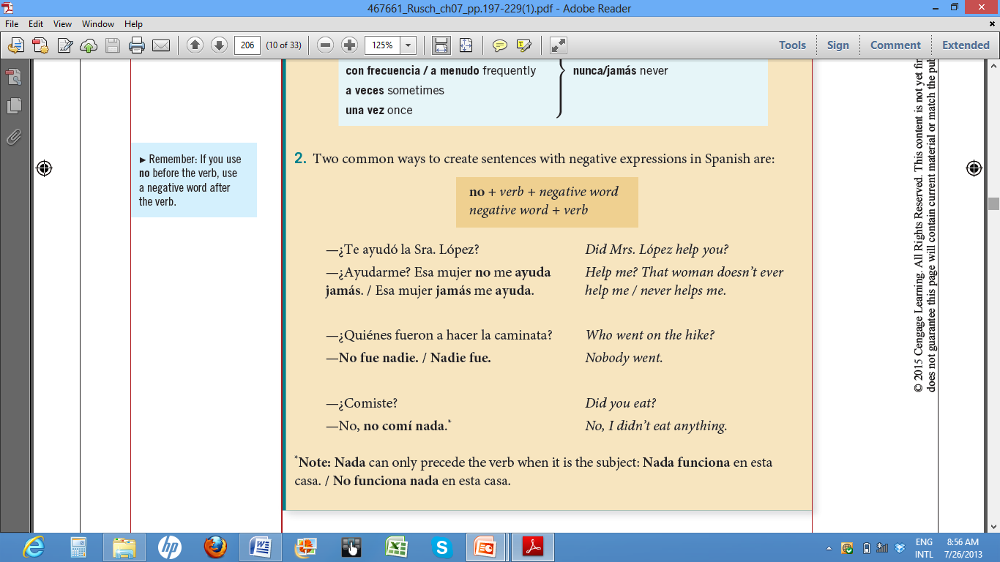 467661_Rusch_ch07_pp.197-229(1).pdf - Adobe Reader
File Edit View Window Help
206 (10 of 33) 125% Tools Sign Comment Extended
con frecuencia / a menudo frequently
nunca/jamás never
a veces sometimes
una vez once
► Remember: If you use
no before the verb, use
a negative word after
the verb.
2. Two common ways to create sentences with negative expressions in Spanish are:
no + verb + negative word
negative word + verb
—¿Te ayudó la Sra. López? Did Mrs. López help you?
—¿Ayudarme? Esa mujer no me ayuda Help me? That woman doesn't ever
jamás. / Esa mujer jamás me ayuda. help me / never helps me.
—¿Quiénes fueron a hacer la caminata? Who went on the hike?
—No fue nadie. / Nadie fue. Nobody went.
—¿Comiste? Did you eat?
—No, no comí nada.* No, I didn't eat anything.
*Note: Nada can only precede the verb when it is the subject: Nada funciona en esta
casa. / No funciona nada en esta casa.
© 2015 Cengage Learning. All Rights Reserved. This content is not yet
does not guarantee this page will contain current material or match the
hp
ENG 8:56 AM
INTL 7/26/2013